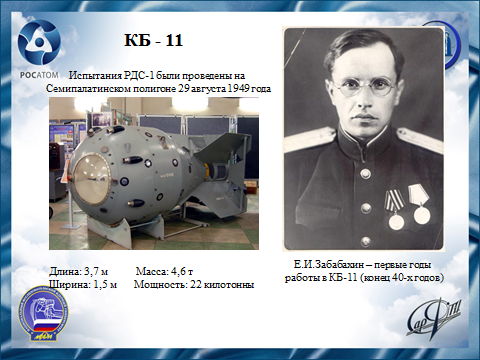 КБ - 11
РОСАТОМ
Испытания РДС-1 были проведены на
Семипалатинском полигоне 29 августа 1949 года
Длина: 3,7 м Масса: 4,6 т
Ширина: 1,5 м Мощность: 22 килотонны
Е.И.Забабахин – первые годы
работы в КБ-11 (конец 40-х годов)
СарФТИ